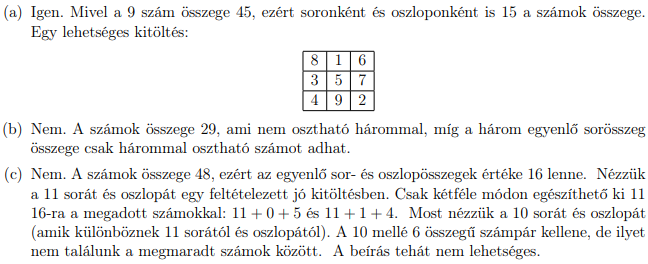 (a) Igen. Mivel a 9 szám összege 45, ezért soronként és oszloponként is 15 a számok összege.
Egy lehetséges kitöltés:
8 1 6
3 5 7
4 9 2
(b) Nem. A számok összege 29, ami nem osztható hárommal, míg a három egyenlő sorösszeg
összege csak hárommal osztható számot adhat.
(c) Nem. A számok összege 48, ezért az egyenlő sor- és oszlopösszegek értéke 16 lenne. Nézzük
a 11 sorát és oszlopát egy feltételezett jó kitöltésben. Csak kétféle módon egészíthető ki 11
16-ra a megadott számokkal: 11 + 0 + 5 és 11 + 1 + 4. Most nézzük a 10 sorát és oszlopát
(amik különböznek 11 sorától és oszlopától). A 10 mellé 6 összegű számpár kellene, de ilyet
nem találunk a megmaradt számok között. A beírás tehát nem lehetséges.